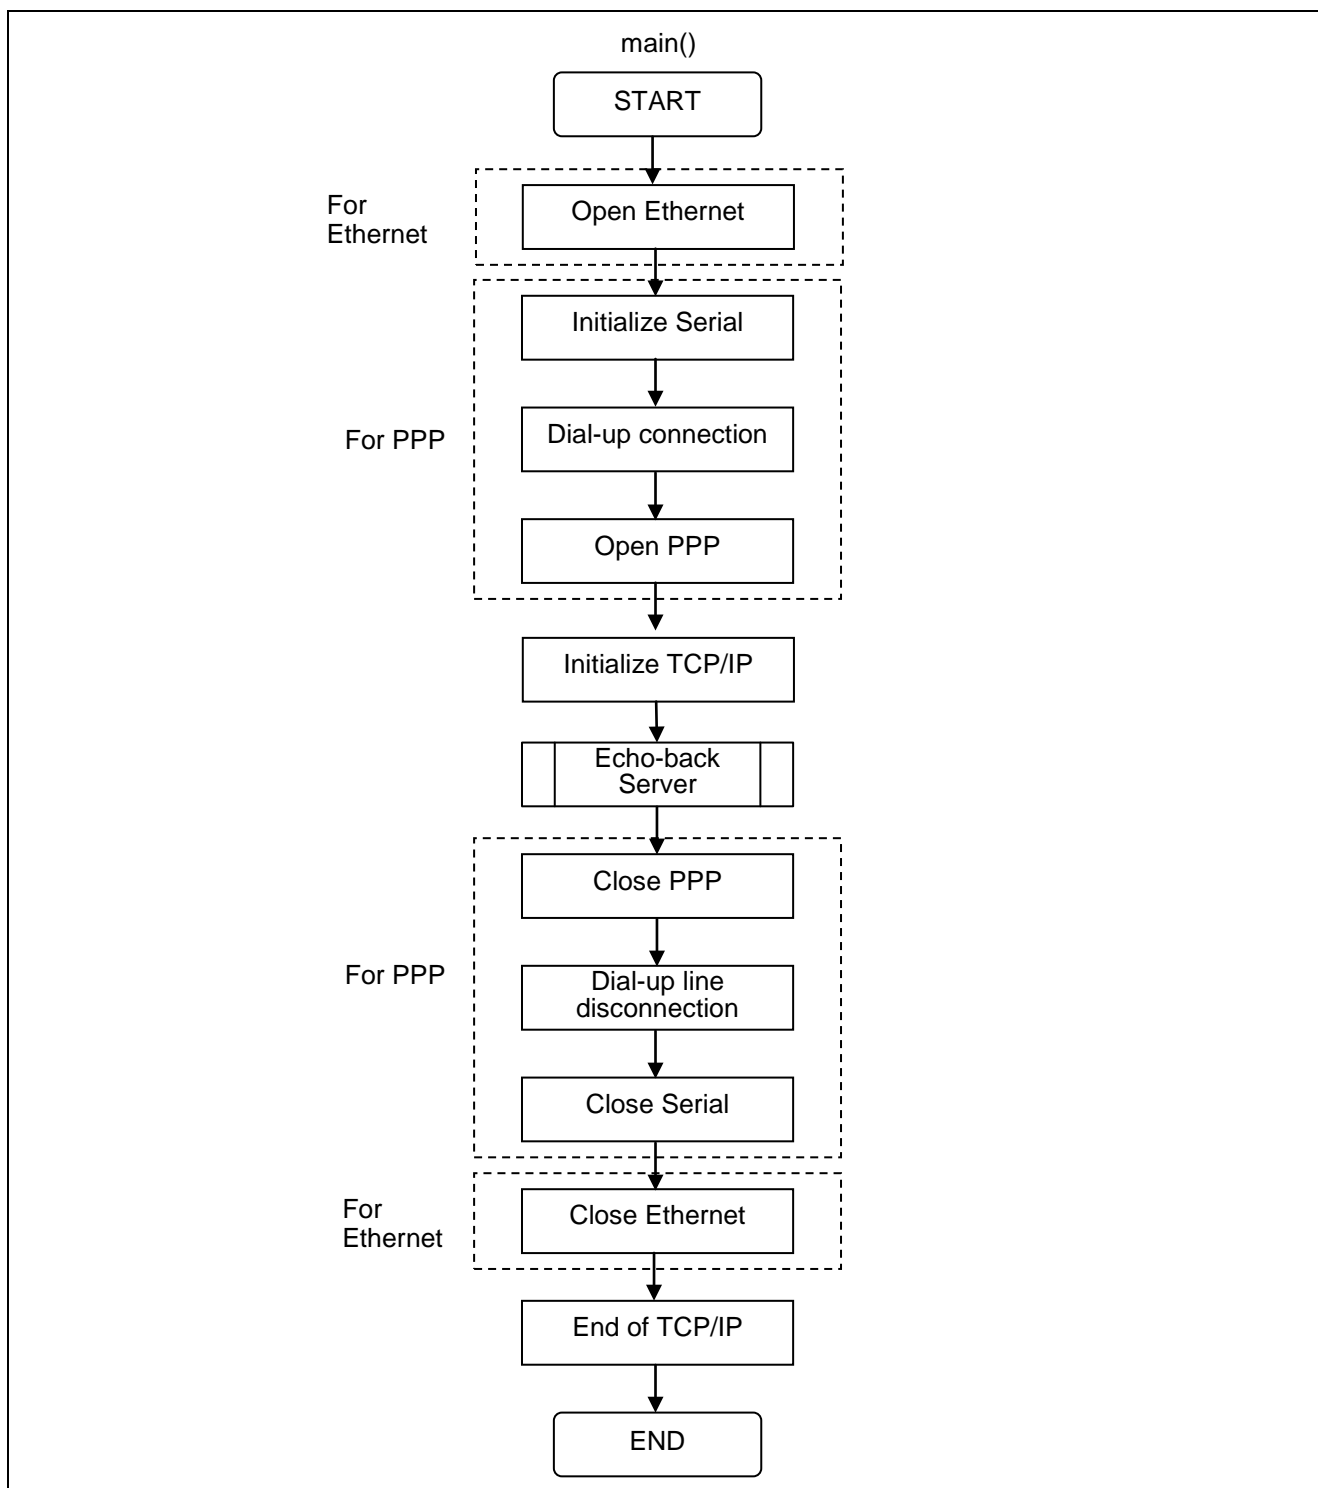 main()
START
For
Ethernet
Open Ethernet
Initialize Serial
For PPP
Dial-up connection
Open PPP
Initialize TCP/IP
Echo-back
Server
Close PPP
For PPP
Dial-up line
disconnection
Close Serial
For
Ethernet
Close Ethernet
End of TCP/IP
END